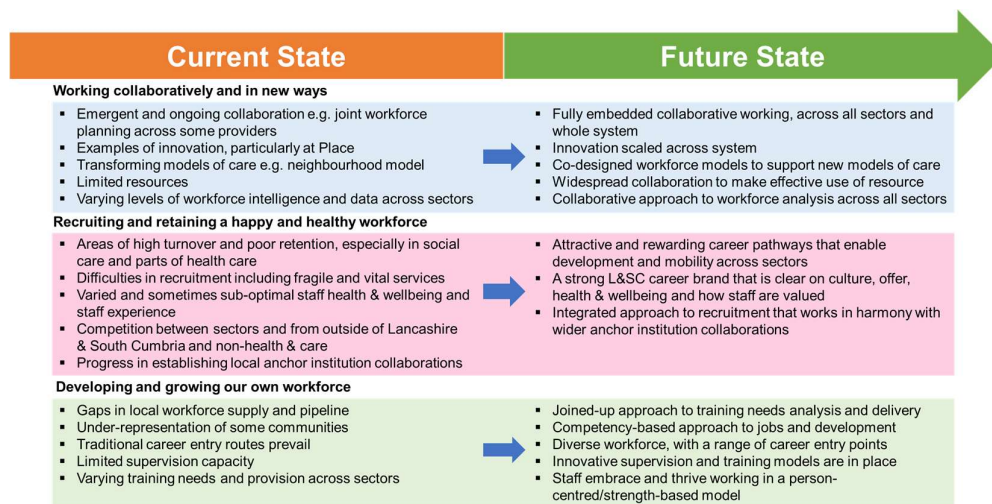 Current State
Future State
Working collaboratively and in new ways
▪ Emergent and ongoing collaboration e.g. joint workforce
planning across some providers
▪ Examples of innovation, particularly at Place
▪ Transforming models of care e.g. neighbourhood model
▪ Limited resources
▪ Varying levels of workforce intelligence and data across sectors
▪ Fully embedded collaborative working, across all sectors and
whole system
▪ Innovation scaled across system
▪ Co-designed workforce models to support new models of care
▪ Widespread collaboration to make effective use of resource
▪ Collaborative approach to workforce analysis across all sectors
Recruiting and retaining a happy and healthy workforce
▪ Areas of high turnover and poor retention, especially in social
care and parts of health care
▪ Difficulties in recruitment including fragile and vital services
▪ Varied and sometimes sub-optimal staff health & wellbeing and
staff experience
▪ Competition between sectors and from outside of Lancashire
& South Cumbria and non-health & care
▪ Progress in establishing local anchor institution collaborations
▪ Attractive and rewarding career pathways that enable
development and mobility across sectors
▪ A strong L&SC career brand that is clear on culture, offer,
health & wellbeing and how staff are valued
▪ Integrated approach to recruitment that works in harmony with
wider anchor institution collaborations
Developing and growing our own workforce
▪ Gaps in local workforce supply and pipeline
▪ Under-representation of some communities
▪ Traditional career entry routes prevail
▪ Limited supervision capacity
▪ Varying training needs and provision across sectors
▪ Joined-up approach to training needs analysis and delivery
▪ Competency-based approach to jobs and development
▪ Diverse workforce, with a range of career entry points
▪ Innovative supervision and training models are in place
▪ Staff embrace and thrive working in a person-
centred/strength-based model